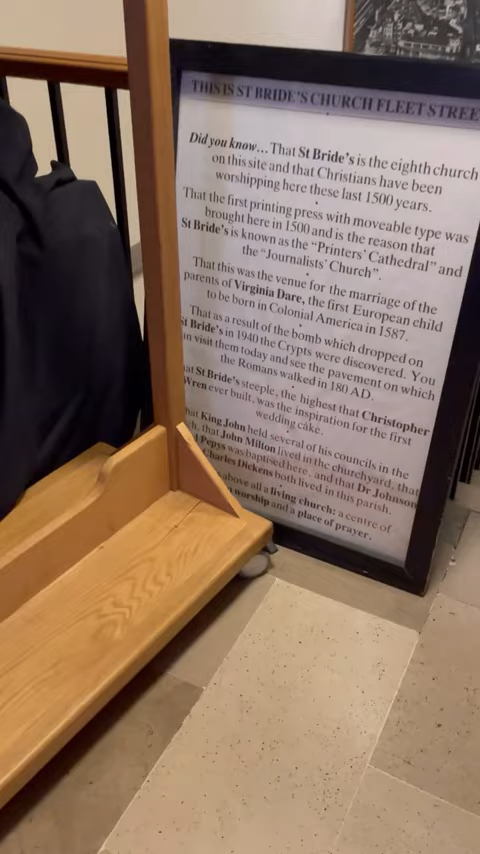 THIS IS ST BRIDE'S CHURCH FLEET STREE
Did you know... That St Bride's is the eighth church
on this site and that Christians have been
worshipping here these last 1500 years.
That the first printing press with moveable type was
brought here in 1500 and is the reason that
St Bride's is known as the "Printers' Cathedral" and
the "Journalists' Church".
That this was the venue for the marriage of the
parents of Virginia Dare, the first European child
to be born in Colonial America in 1587.
That as a result of the bomb which dropped on
St Bride's in 1940 the Crypts were discovered. You
can visit them today and see the pavement on which
the Romans walked in 180 AD.
hat St Bride's steeple, the highest that Christopher
Wren ever built, was the inspiration for the first
wedding cake.
hat King John held several of his councils in the
h, that John Milton lived in the churchyard, that
l Pepys was baptised here, and that Dr Johnson
Charles Dickens both lived in this parish.
above all a living church: a centre of
worship and a place of prayer.